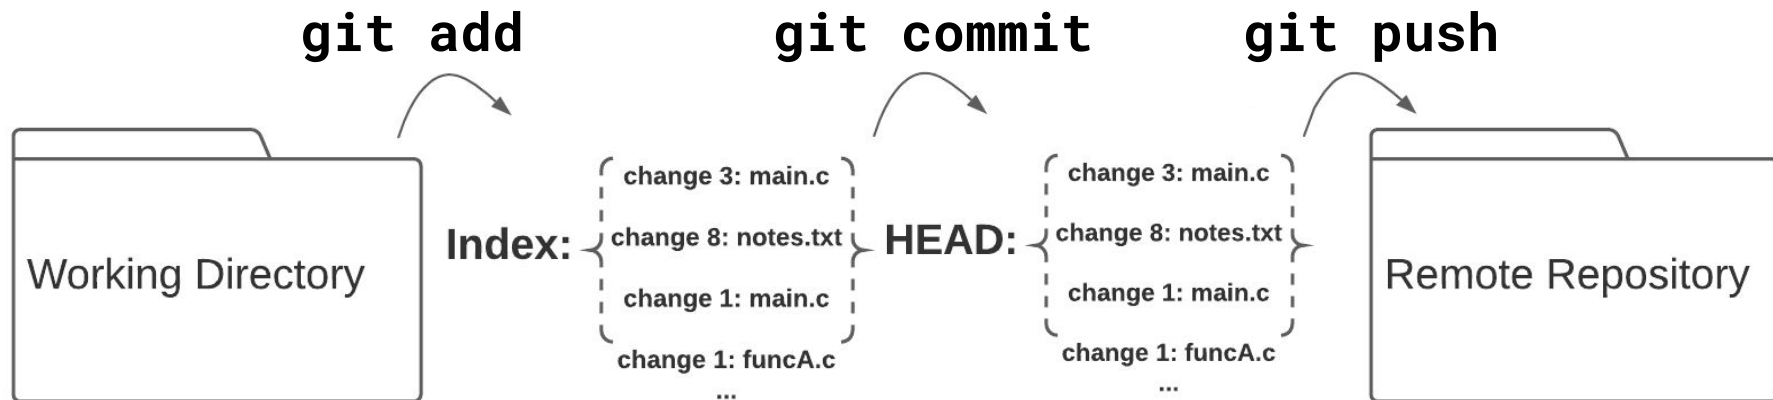 git add
git commit
git push
Working Directory
Index:
change 3: main.c
change 8: notes.txt
change 1: main.c
change 1: funcA.c
...
HEAD:
change 3: main.c
change 8: notes.txt
change 1: main.c
change 1: funcA.c
...
Remote Repository